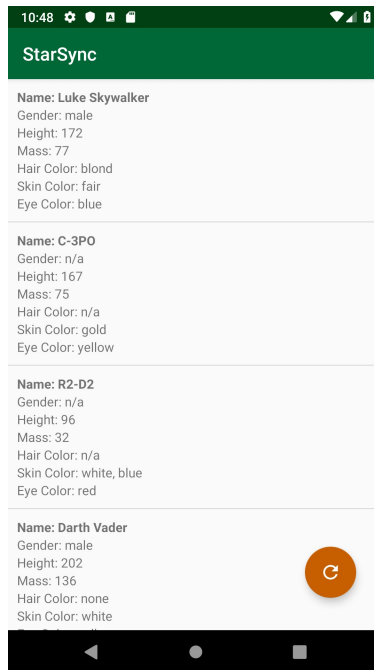 10:48
StarSync
Name: Luke Skywalker
Gender: male
Height: 172
Mass: 77
Hair Color: blond
Skin Color: fair
Eye Color: blue
Name: C-3PO
Gender: n/a
Height: 167
Mass: 75
Hair Color: n/a
Skin Color: gold
Eye Color: yellow
Name: R2-D2
Gender: n/a
Height: 96
Mass: 32
Hair Color: n/a
Skin Color: white, blue
Eye Color: red
Name: Darth Vader
Gender: male
Height: 202
Mass: 136
Hair Color: none
Skin Color: white